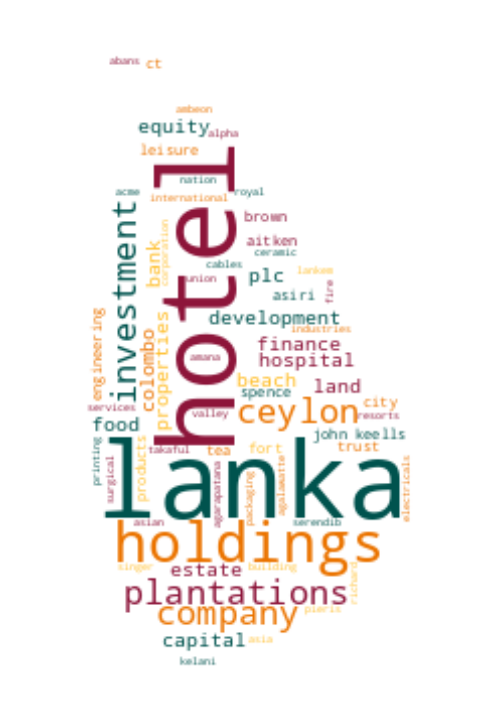 abans
ct
ambeon
equity
alpha
leisure
nation
acme
royal
international
hotel
investment
brown
bank
corporation
aitken
ceramic
cables
union
plc
lankem
fire
asiri
development
industries
engineering
colombo
properties
finance
amana
hospital
beach
land
spence
services
valley
ceylon
city
resorts
food
john keells
trust
printing
surgical
products
takaful
tea
fort
lanka
agarapatana
packaging
agalawatte
electricals
asian
serendib
holdings
singer
estate
building
richard
plantations
company
pieris
capital
asia
kelani